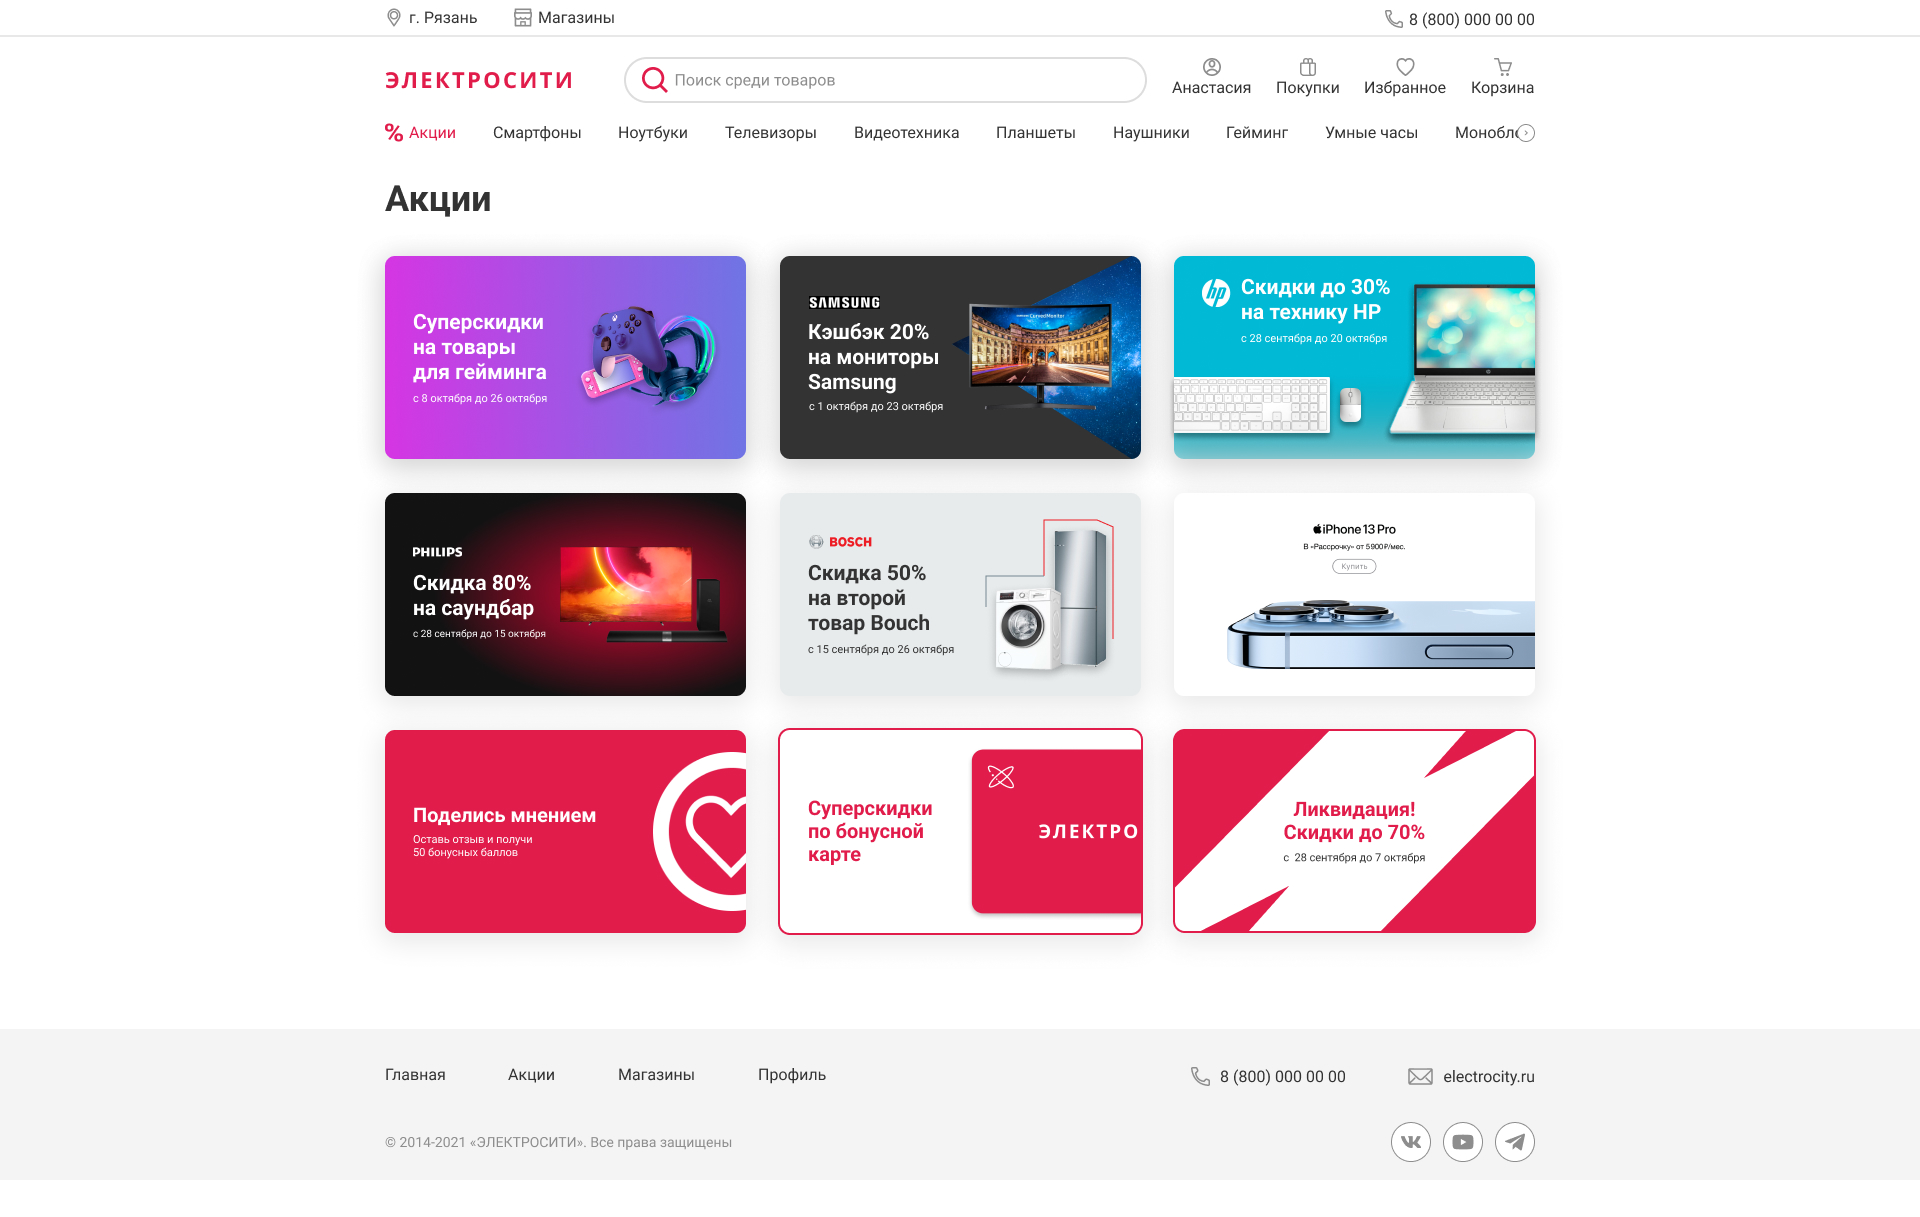 г. Рязань
Магазины
8 (800) 000 00 00
ЭЛЕКТРОСИТИ
Поиск среди товаров
Анастасия
Покупки
Избранное
Корзина
% Акции
Смартфоны
Ноутбуки
Телевизоры
Видеотехника
Планшеты
Наушники
Гейминг
Умные часы
Монобло
Акции
Суперскидки
на товары
для гейминга
с 8 октября до 26 октября
SAMSUNG
Кэшбэк 20%
на мониторы
Samsung
с 1 октября до 23 октября
CurvedMonitor
hp
Скидки до 30%
на технику HP
с 28 сентября до 20 октября
PHILIPS
Скидка 80%
на саундбар
с 28 сентября до 15 октября
BOSCH
Скидка 50%
на второй
товар Bouch
с 15 сентября до 26 октября
iPhone 13 Pro
В «Рассрочку» от 5900 ₽/мес.
Купить
Поделись мнением
Оставь отзыв и получи
50 бонусных баллов
Суперскидки
по бонусной
карте
ЭЛЕКТРО
Ликвидация!
Скидки до 70%
с 28 сентября до 7 октября
Главная
Акции
Магазины
Профиль
8 (800) 000 00 00
electrocity.ru
© 2014-2021 «ЭЛЕКТРОСИТИ». Все права защищены